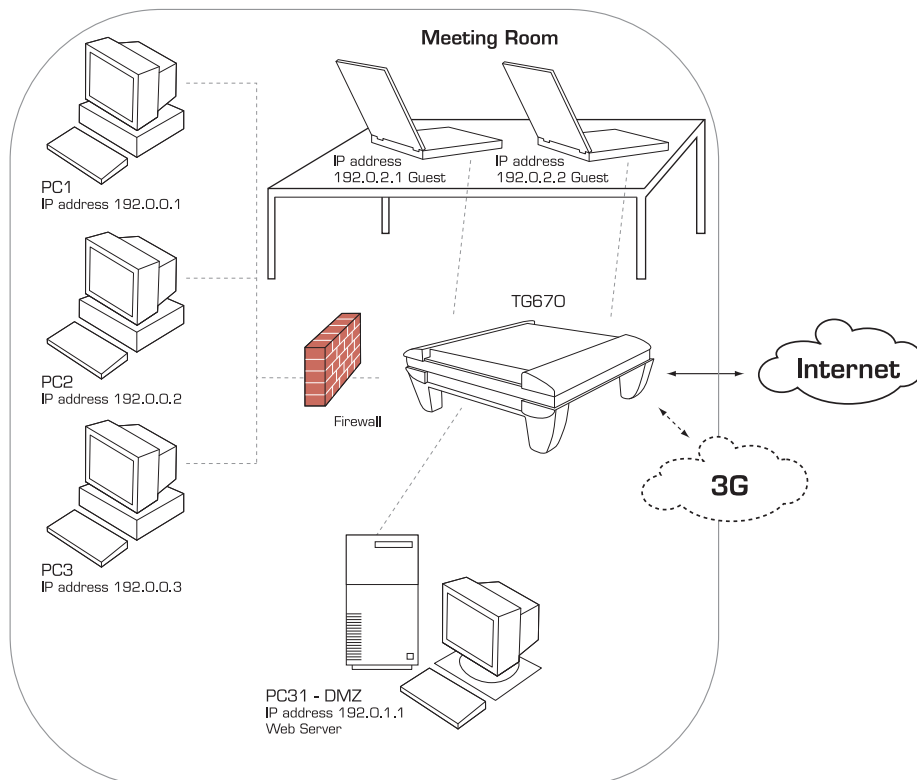 Meeting Room
IP address
192.0.2.1 Guest
IP address
192.0.2.2 Guest
PC1
IP address 192.0.0.1
TG670
PC2
IP address 192.0.0.2
Firewall
Internet
3G
PC3
IP address 192.0.0.3
PC31 - DMZ
IP address 192.0.1.1
Web Server